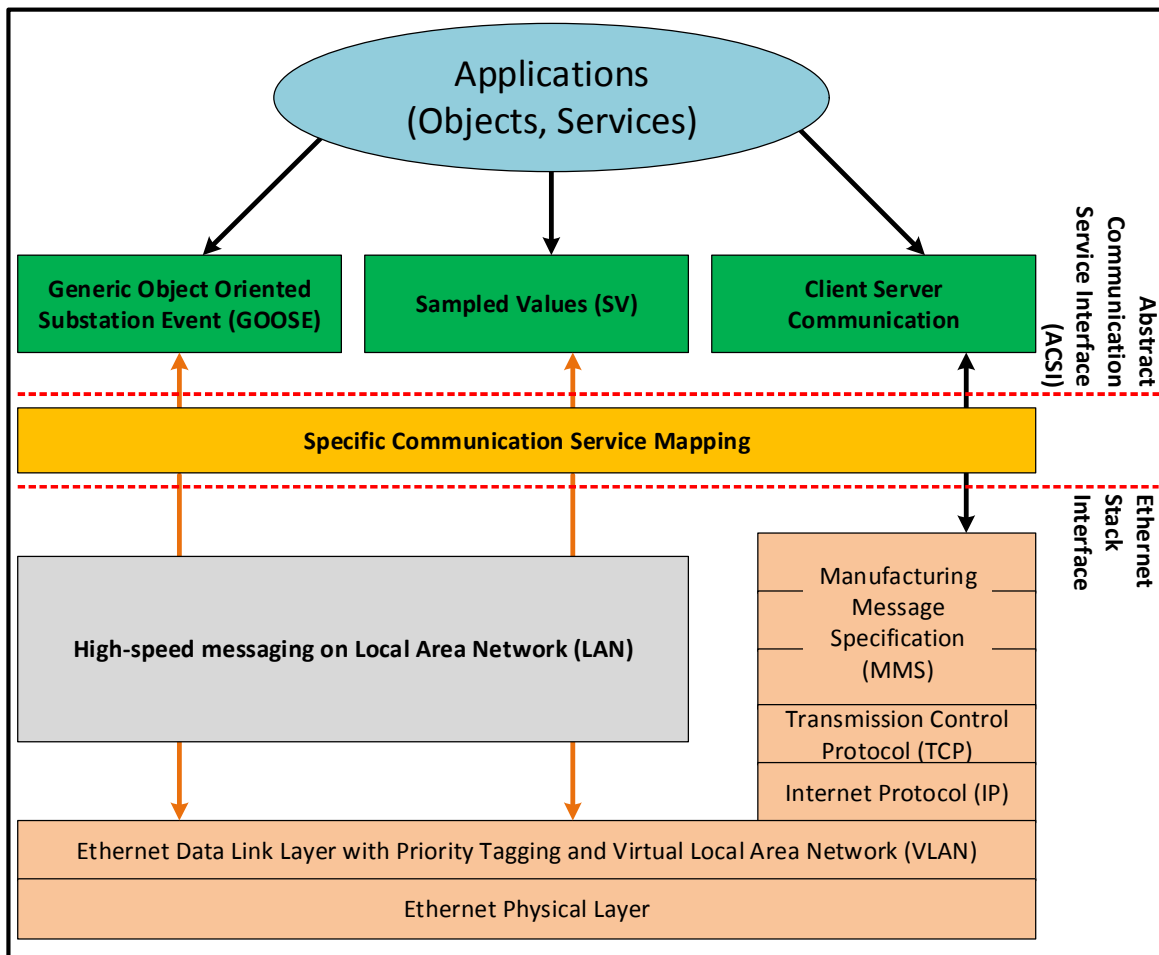 Applications
(Objects, Services)
Generic Object Oriented
Substation Event (GOOSE)
Sampled Values (SV)
Client Server
Communication
Abstract
Communication
Service Interface
(ACSI)
Specific Communication Service Mapping
Ethernet
Stack
Interface
High-speed messaging on Local Area Network (LAN)
Manufacturing
Message
Specification
(MMS)
Transmission Control
Protocol (TCP)
Internet Protocol (IP)
Ethernet Data Link Layer with Priority Tagging and Virtual Local Area Network (VLAN)
Ethernet Physical Layer